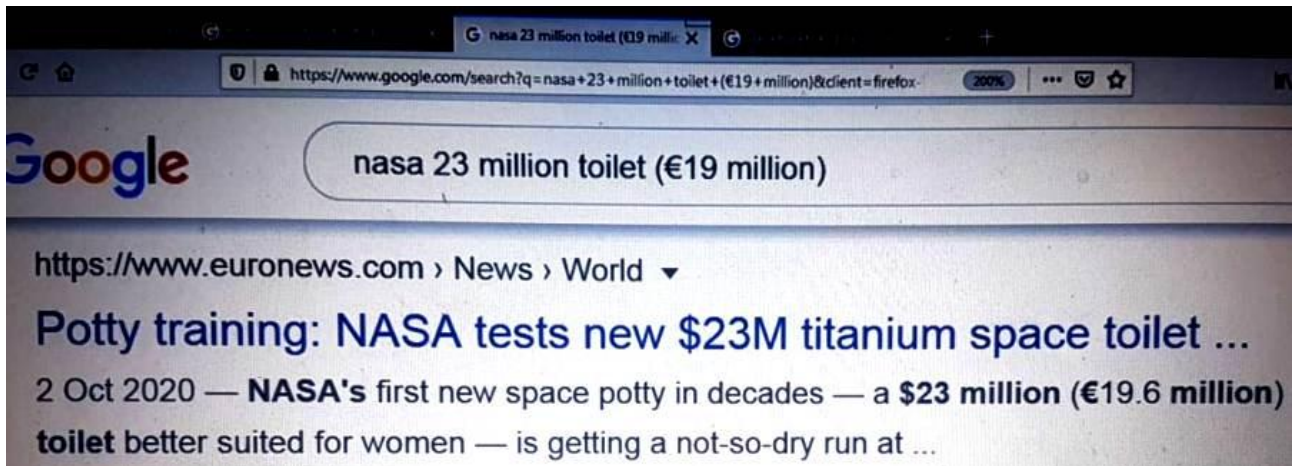 G nasa 23 million toilet (€19 millic X G +
https://www.google.com/search?q=nasa+23+million+toilet+(€19+million)&client=firefox- 200% ...
Google nasa 23 million toilet (€19 million)
https://www.euronews.com › News › World
Potty training: NASA tests new $23M titanium space toilet ...
2 Oct 2020 — NASA's first new space potty in decades — a $23 million (€19.6 million)
toilet better suited for women — is getting a not-so-dry run at ...